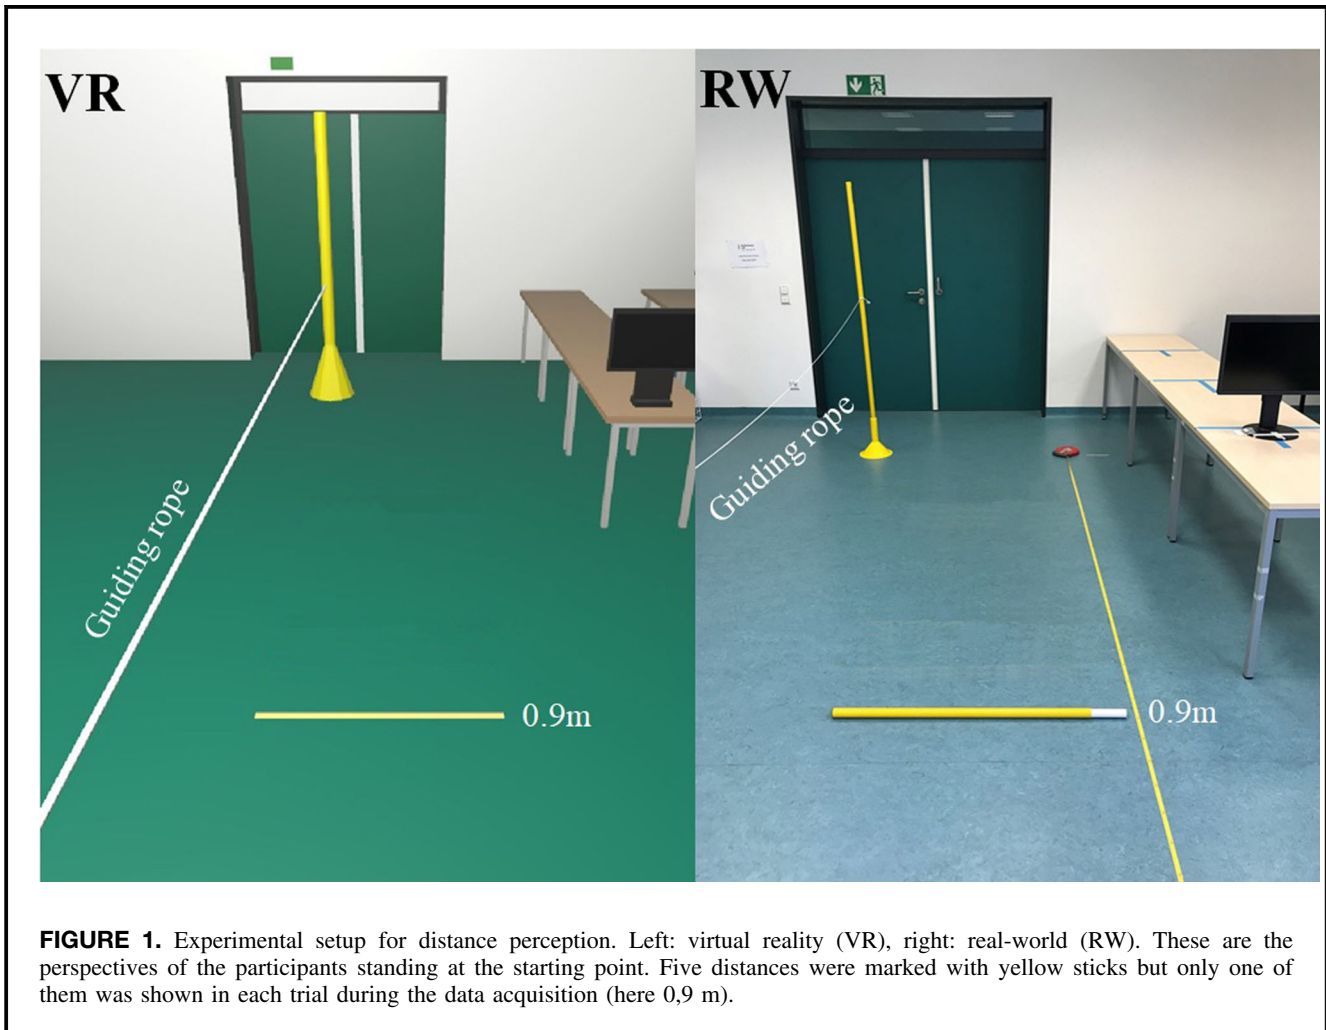 VR
RW
Guiding rope
Guiding rope
0.9m
0.9m
FIGURE 1. Experimental setup for distance perception. Left: virtual reality (VR), right: real-world (RW). These are the
perspectives of the participants standing at the starting point. Five distances were marked with yellow sticks but only one of
them was shown in each trial during the data acquisition (here 0,9 m).